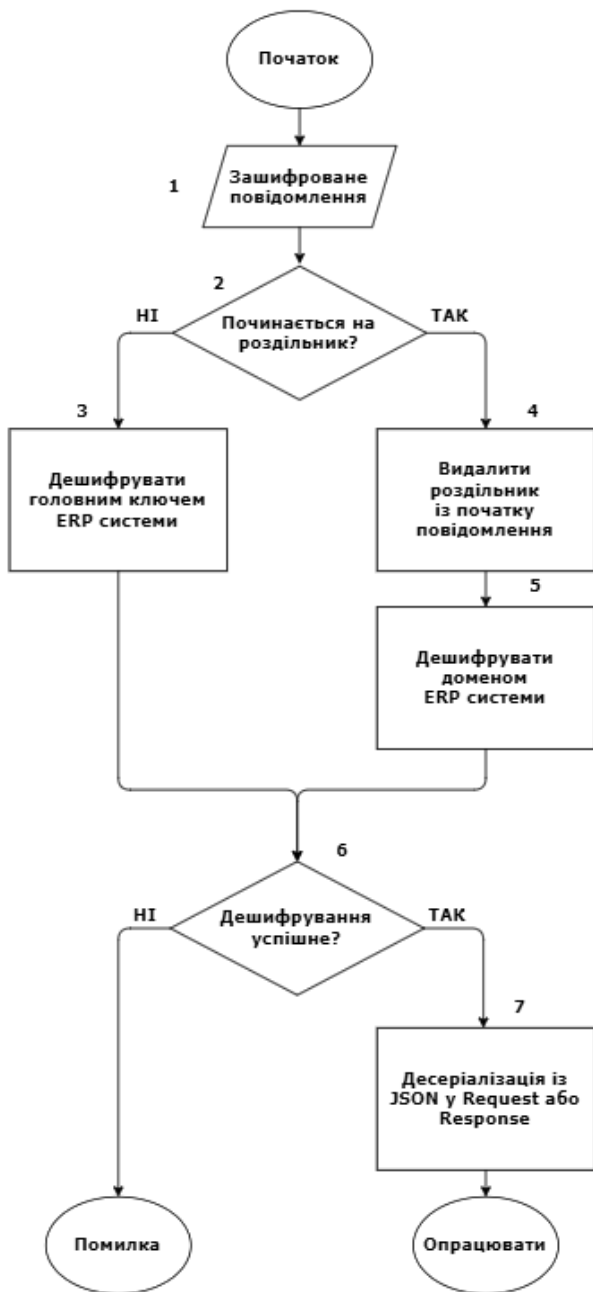 Початок
1
Зашифроване
повідомлення
2
НІ
ТАК
Починається на
роздільник?
3
4
Дешифрувати
головним ключем
ERP системи
Видалити
роздільник
із початку
повідомлення
5
Дешифрувати
доменом
ERP системи
6
НІ
ТАК
Дешифрування
успішне?
7
Десеріалізація із
JSON у Request або
Response
Помилка
Опрацювати